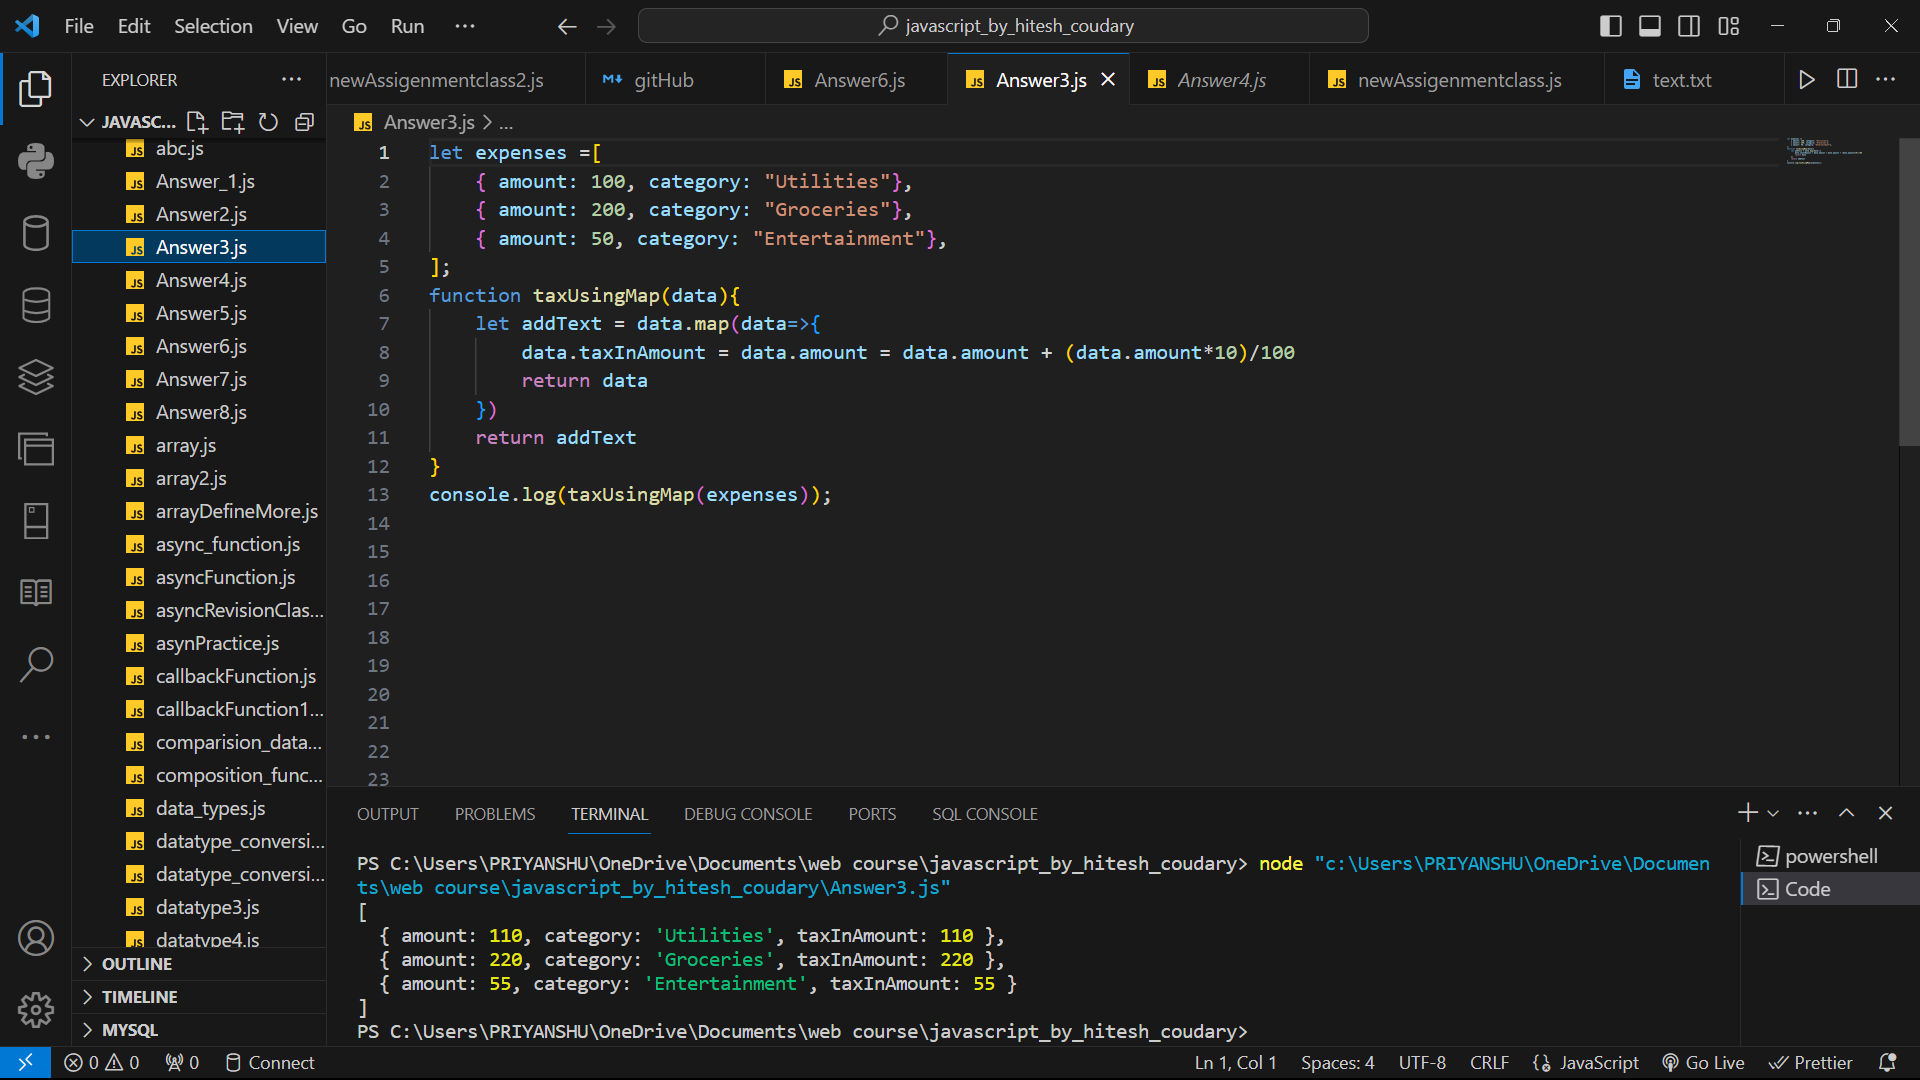 File Edit Selection View Go Run ...
javascript_by_hitesh_coudary
EXPLORER
JAVASC...
abc.js
Answer_1.js
Answer2.js
Answer3.js
Answer4.js
Answer5.js
Answer6.js
Answer7.js
Answer8.js
array.js
array2.js
arrayDefineMore.js
async_function.js
asyncFunction.js
asyncRevisionClas...
asynPractice.js
callbackFunction.js
callbackFunction1...
comparision_data...
composition_func...
data_types.js
datatype_conversi...
datatype_conversi...
datatype3.js
datatype4.js
OUTLINE
TIMELINE
MYSQL
newAssigenmentclass2.js gitHub Answer6.js Answer3.js Answer4.js newAssigenmentclass.js text.txt
Answer3.js > ...
1 let expenses =[
2 { amount: 100, category: "Utilities"},
3 { amount: 200, category: "Groceries"},
4 { amount: 50, category: "Entertainment"},
5 ];
6 function taxUsingMap(data){
7 let addText = data.map(data=>{
8 data.taxInAmount = data.amount = data.amount + (data.amount*10)/100
9 return data
10 })
11 return addText
12 }
13 console.log(taxUsingMap(expenses));
14
15
16
17
18
19
20
21
22
23
OUTPUT PROBLEMS TERMINAL DEBUG CONSOLE PORTS SQL CONSOLE
PS C:\Users\PRIYANSHU\OneDrive\Documents\web course\javascript_by_hitesh_coudary> node "c:\Users\PRIYANSHU\OneDrive\Documen
ts\web course\javascript_by_hitesh_coudary\Answer3.js"
[
{ amount: 110, category: 'Utilities', taxInAmount: 110 },
{ amount: 220, category: 'Groceries', taxInAmount: 220 },
{ amount: 55, category: 'Entertainment', taxInAmount: 55 }
]
PS C:\Users\PRIYANSHU\OneDrive\Documents\web course\javascript_by_hitesh_coudary>
powershell
Code
0 0 0 Connect Ln 1, Col 1 Spaces: 4 UTF-8 CRLF JavaScript Go Live Prettier